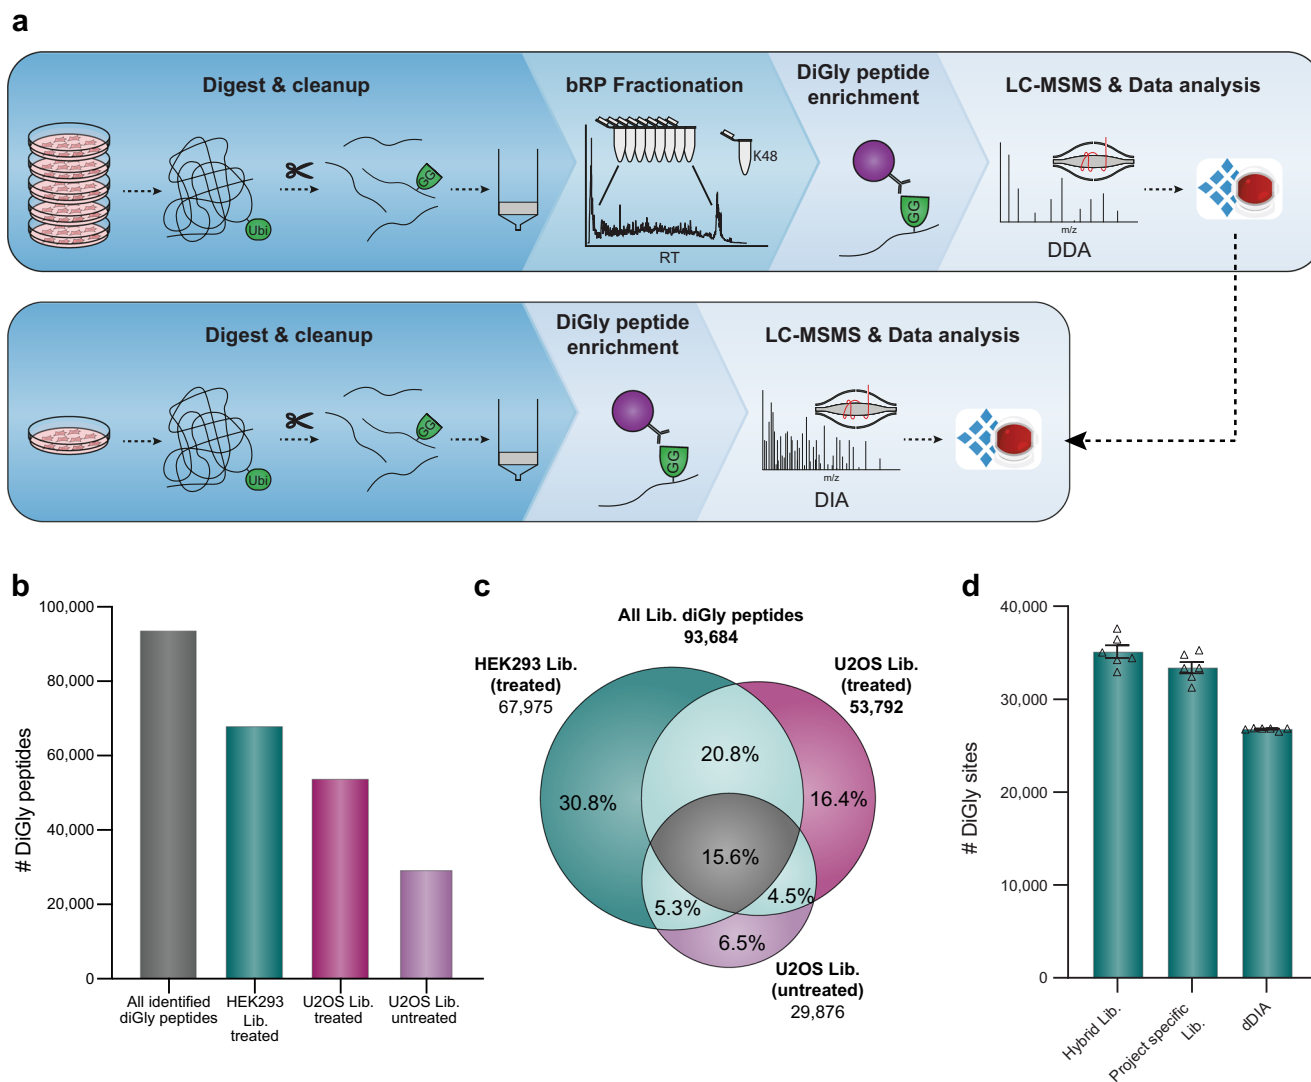 a
Digest & cleanup
bRP Fractionation
DiGly peptide
enrichment
LC-MSMS & Data analysis
K48
GG
Ubi
GG
RT
m/z
DDA
Digest & cleanup
DiGly peptide
enrichment
LC-MSMS & Data analysis
GG
Ubi
GG
m/z
DIA
b
# DiGly peptides
100,000
80,000
60,000
40,000
20,000
0
All identified
diGly peptides
HEK293
Lib.
treated
U2OS Lib.
treated
U2OS Lib.
untreated
c
All Lib. diGly peptides
93,684
HEK293 Lib.
(treated)
67,975
U2OS Lib.
(treated)
53,792
20.8%
30.8%
16.4%
15.6%
5.3%
4.5%
6.5%
U2OS Lib.
(untreated)
29,876
d
# DiGly sites
40,000
30,000
20,000
10,000
0
Hybrid Lib.
Project specific
Lib.
dDIA